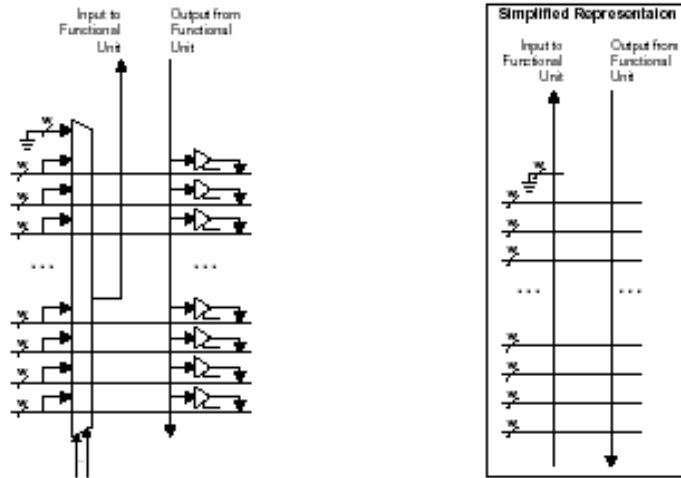 Input to
Functional
Unit
Output from
Functional
Unit
w
w
w
w
...
...
w
w
w
w
Simplified Representaion
Input to
Functional
Unit
Output from
Functional
Unit
w
w
w
w
...
...
w
w
w
w